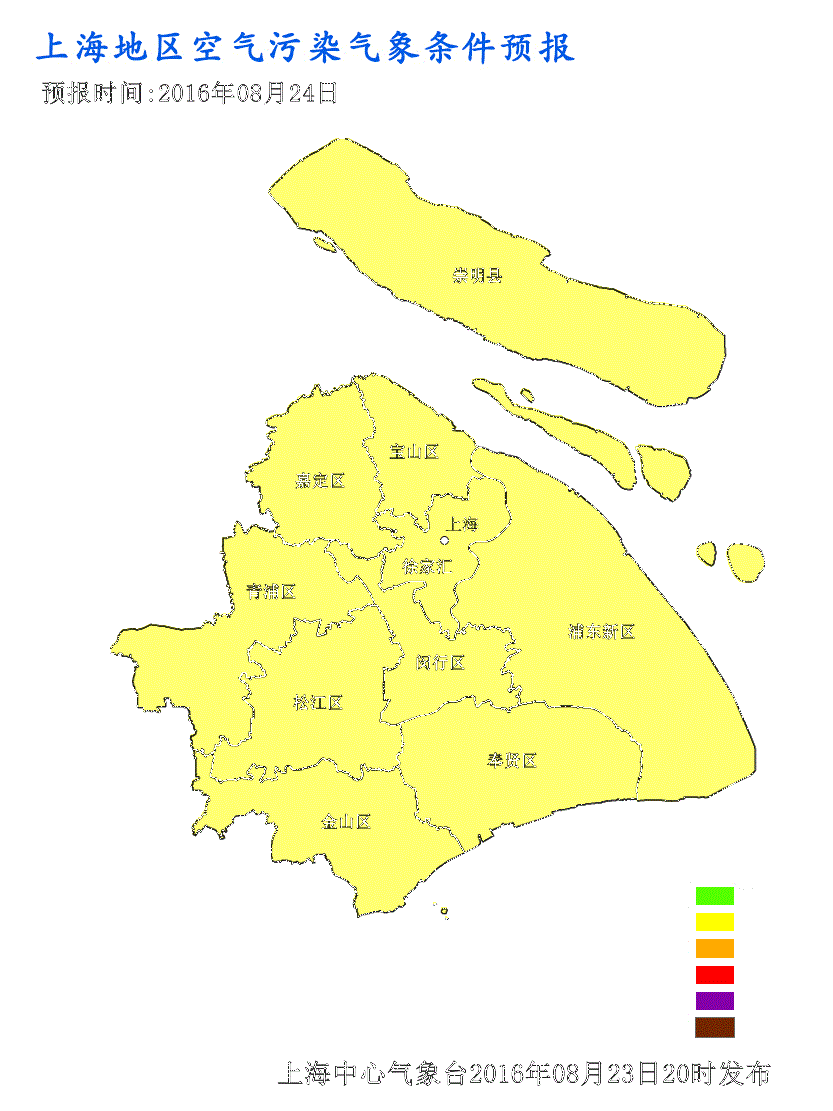 上海地区空气污染气象条件预报
预报时间:2016年08月24日
崇明县
宝山区
嘉定区
上海
徐家汇
青浦区
浦东新区
闵行区
松江区
奉贤区
金山区
上海中心气象台2016年08月23日20时发布